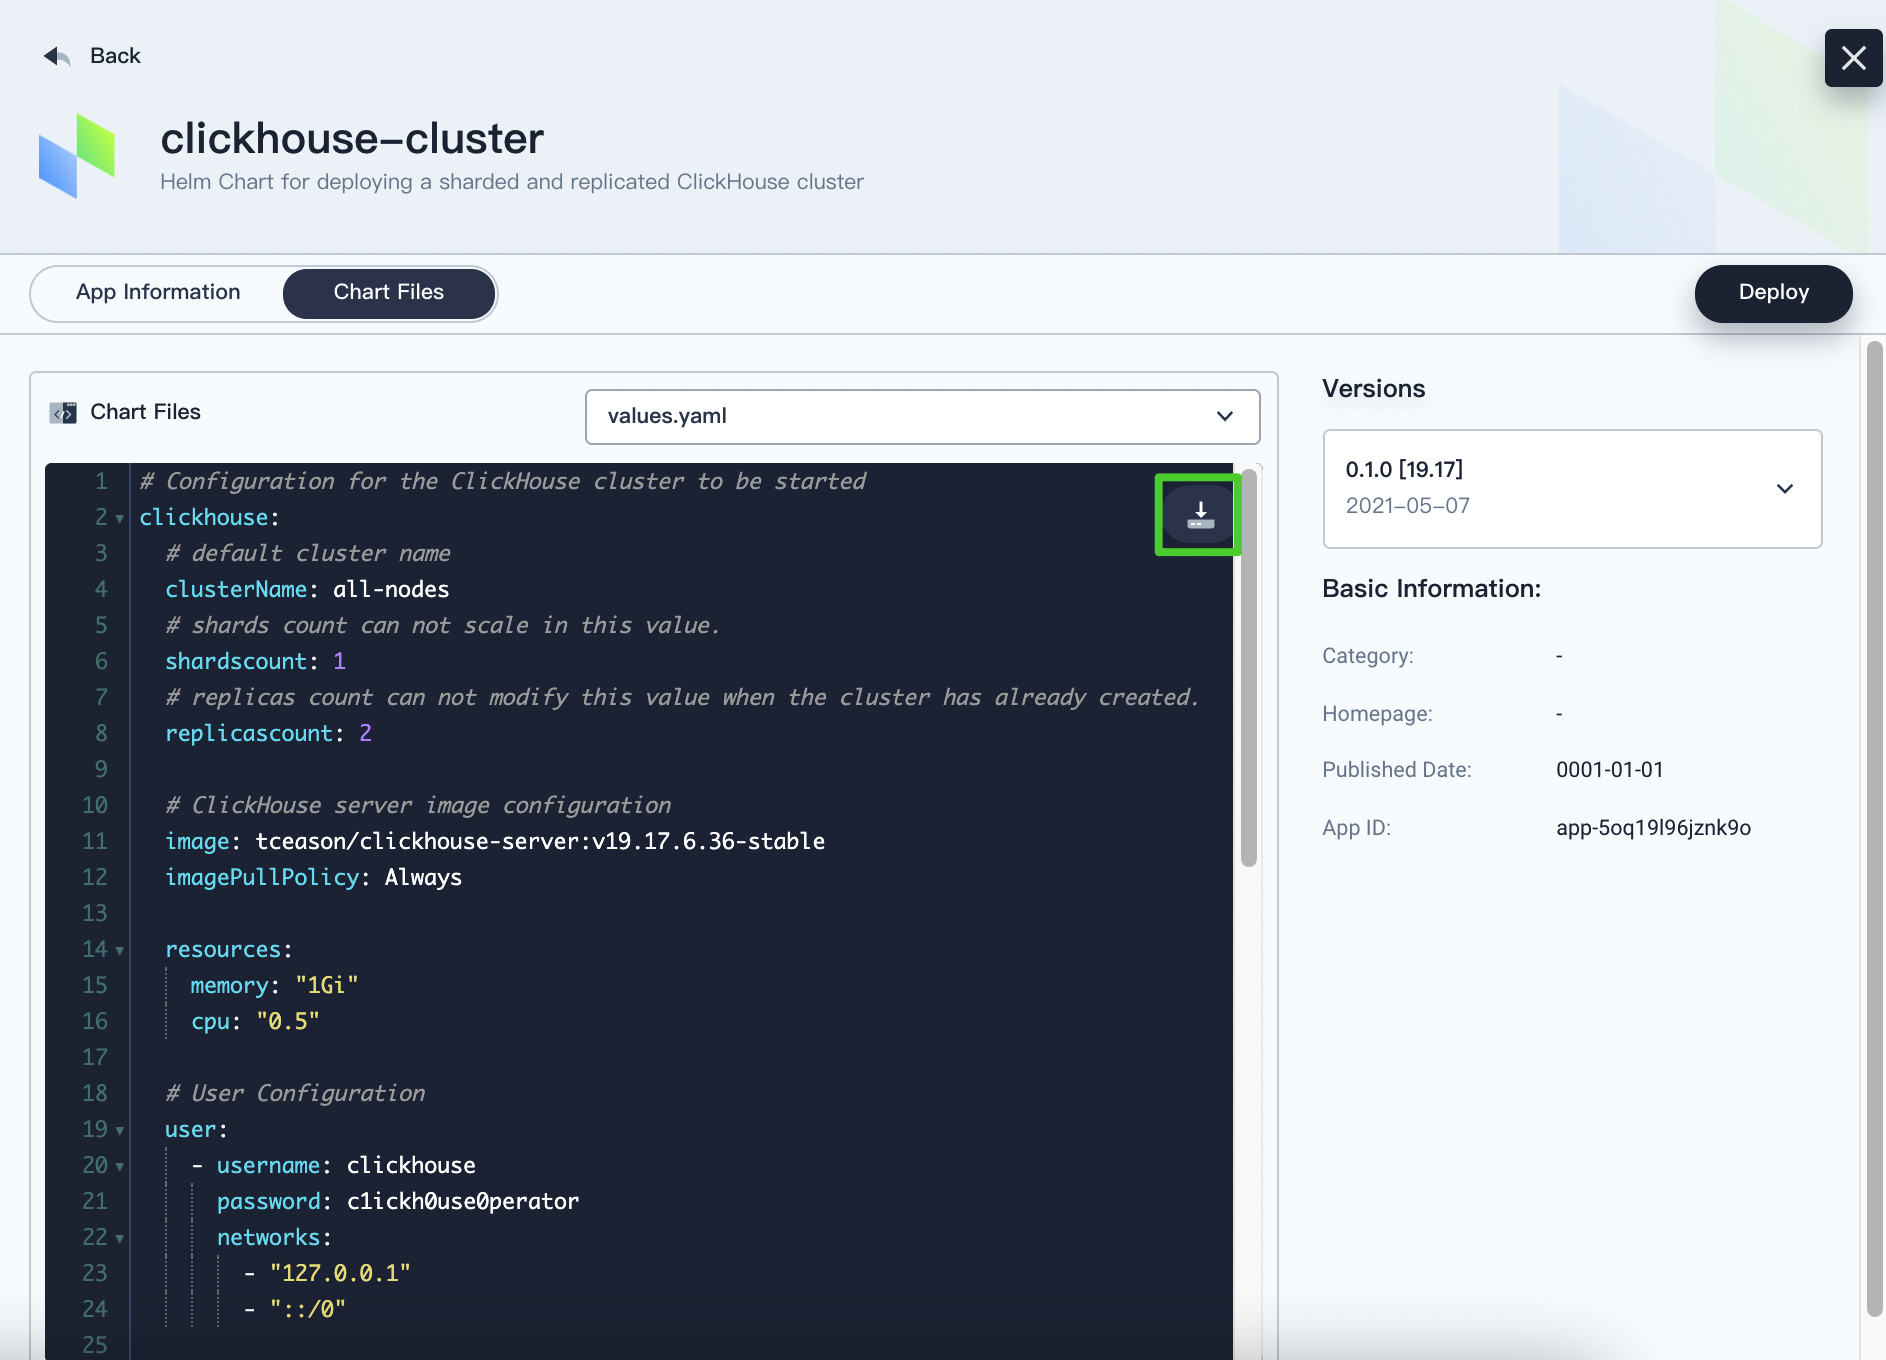 Back
clickhouse-cluster
Helm Chart for deploying a sharded and replicated ClickHouse cluster
App Information
Chart Files
Deploy
Chart Files
values.yaml
1 # Configuration for the ClickHouse cluster to be started
2 clickhouse:
3 # default cluster name
4 clusterName: all-nodes
5 # shards count can not scale in this value.
6 shardscount: 1
7 # replicas count can not modify this value when the cluster has already created.
8 replicascount: 2
9
10 # ClickHouse server image configuration
11 image: tceason/clickhouse-server:v19.17.6.36-stable
12 imagePullPolicy: Always
13
14 resources:
15 memory: "1Gi"
16 cpu: "0.5"
17
18 # User Configuration
19 user:
20 - username: clickhouse
21 password: c1ickh0use0perator
22 networks:
23 - "127.0.0.1"
24 - "::/0"
25
Versions
0.1.0 [19.17]
2021-05-07
Basic Information:
Category: -
Homepage: -
Published Date: 0001-01-01
App ID: app-5oq19l96jznk9o